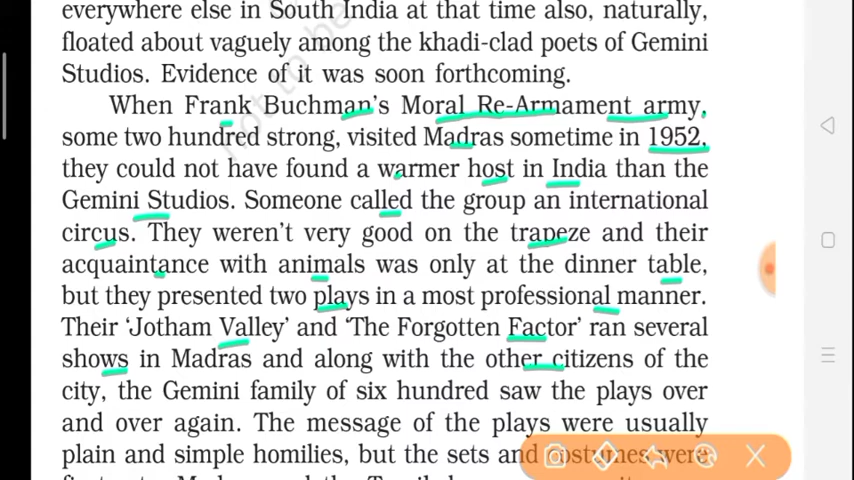 everywhere else in South India at that time also, naturally,
floated about vaguely among the khadi-clad poets of Gemini
Studios. Evidence of it was soon forthcoming.
When Frank Buchman's Moral Re-Armament army,
some two hundred strong, visited Madras sometime in 1952,
they could not have found a warmer host in India than the
Gemini Studios. Someone called the group an international
circus. They weren't very good on the trapeze and their
acquaintance with animals was only at the dinner table,
but they presented two plays in a most professional manner.
Their 'Jotham Valley' and 'The Forgotten Factor' ran several
shows in Madras and along with the other citizens of the
city, the Gemini family of six hundred saw the plays over
and over again. The message of the plays were usually
plain and simple homilies, but the sets and costumes were
not to be